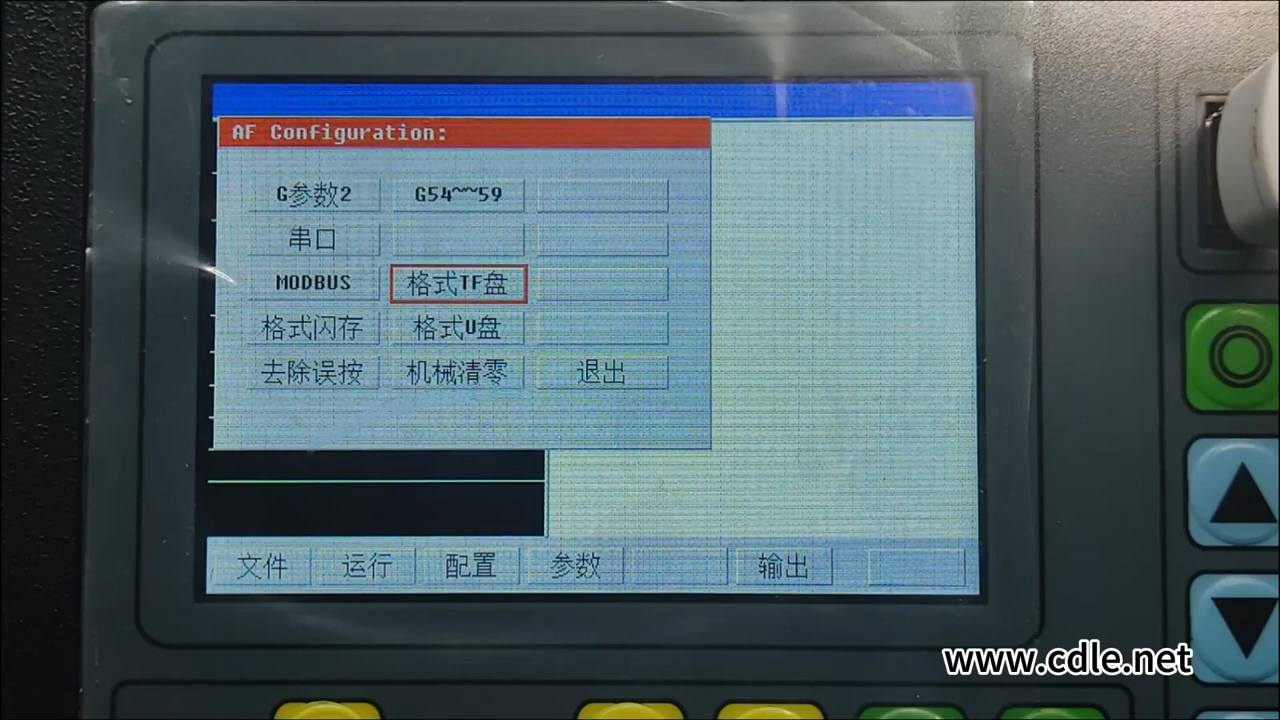 AF Configuration:
G参数2 G54~~59
串口
MODBUS 格式TF盘
格式闪存 格式U盘
去除误按 机械清零 退出
文件 运行 配置 参数 输出
www.cdle.net